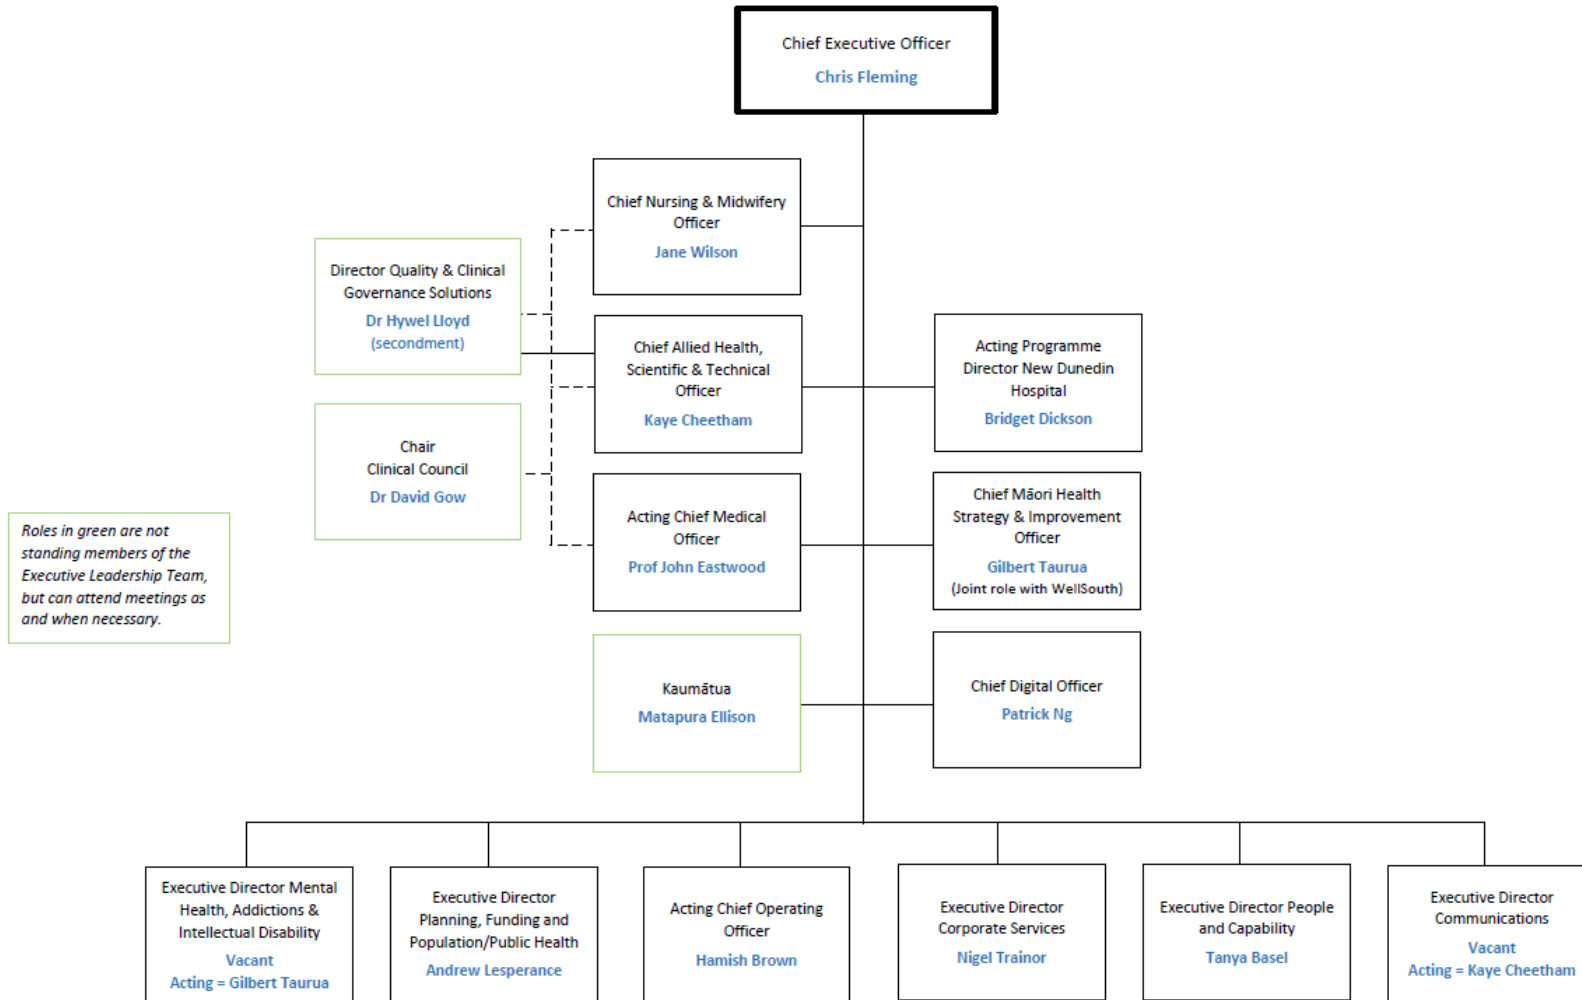 Chief Executive Officer
Chris Fleming
Chief Nursing & Midwifery
Officer
Jane Wilson
Director Quality & Clinical
Governance Solutions
Dr Hywel Lloyd
(secondment)
Chief Allied Health,
Scientific & Technical
Officer
Kaye Cheetham
Acting Programme
Director New Dunedin
Hospital
Bridget Dickson
Chair
Clinical Council
Dr David Gow
Acting Chief Medical
Officer
Prof John Eastwood
Chief Māori Health
Strategy & Improvement
Officer
Gilbert Taurua
(Joint role with WellSouth)
Roles in green are not
standing members of the
Executive Leadership Team,
but can attend meetings as
and when necessary.
Kaumātua
Matapura Ellison
Chief Digital Officer
Patrick Ng
Executive Director Mental
Health, Addictions &
Intellectual Disability
Vacant
Acting = Gilbert Taurua
Executive Director
Planning, Funding and
Population/Public Health
Andrew Lesperance
Acting Chief Operating
Officer
Hamish Brown
Executive Director
Corporate Services
Nigel Trainor
Executive Director People
and Capability
Tanya Basel
Executive Director
Communications
Vacant
Acting = Kaye Cheetham